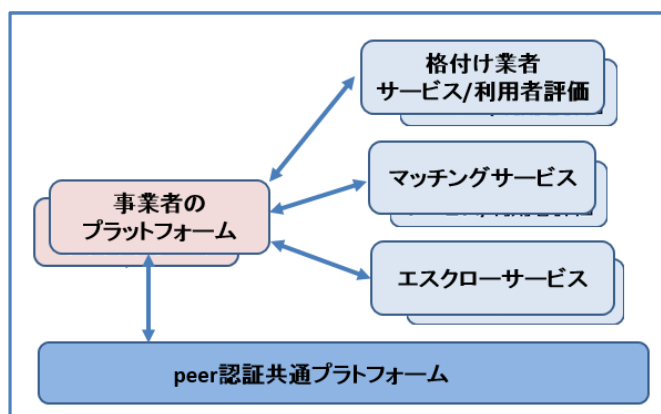 格付け業者
サービス/利用者評価
マッチングサービス
事業者の
プラットフォーム
エスクローサービス
peer認証共通プラトフォーム